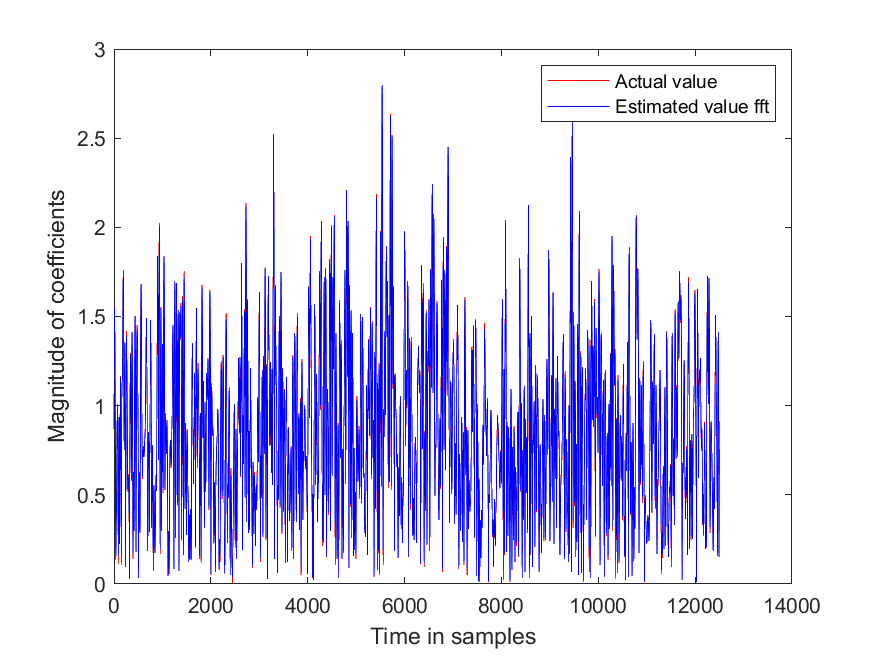 3
2.5
2
1.5
1
0.5
0
Magnitude of coefficients
Actual value
Estimated value fft
0 2000 4000 6000 8000 10000 12000 14000
Time in samples